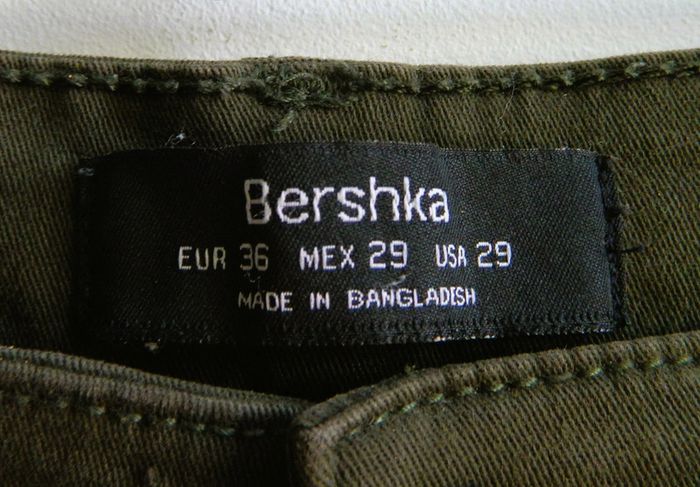 Bershka
EUR 36 MEX 29 USA 29
MADE IN BANGLADISH